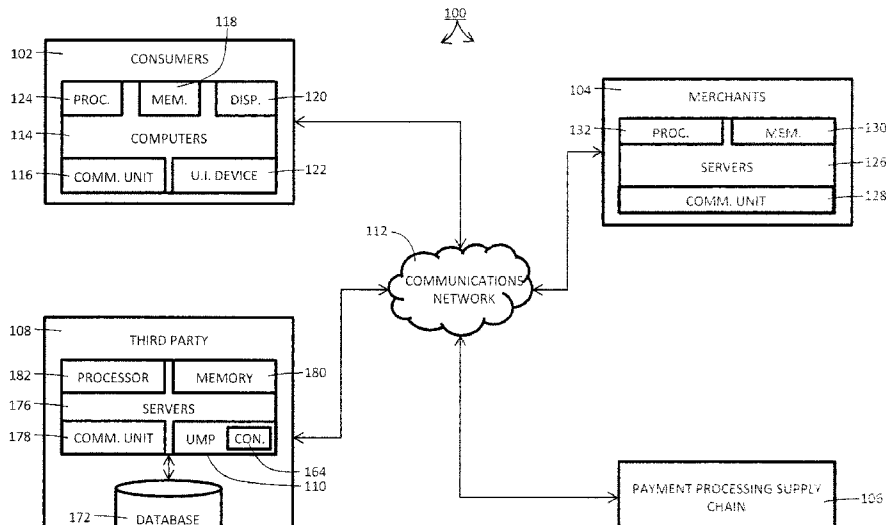 100
118
102
CONSUMERS
124
PROC.
MEM.
DISP.
120
114
COMPUTERS
116
COMM. UNIT
U.I. DEVICE
122
104
MERCHANTS
132
PROC.
MEM.
130
SERVERS
126
COMM. UNIT
128
112
COMMUNICATIONS
NETWORK
108
THIRD PARTY
182
PROCESSOR
MEMORY
180
176
SERVERS
178
COMM. UNIT
UMP
CON.
164
110
172
DATABASE
PAYMENT PROCESSING SUPPLY
CHAIN
106